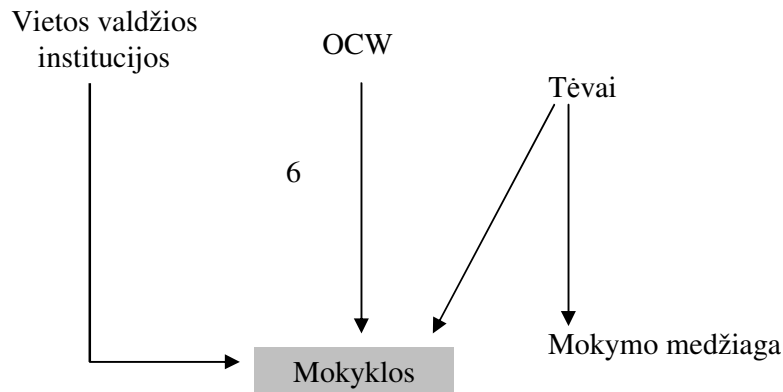 Vietos valdžios
institucijos
OCW
Tėvai
6
Mokymo medžiaga
Mokyklos